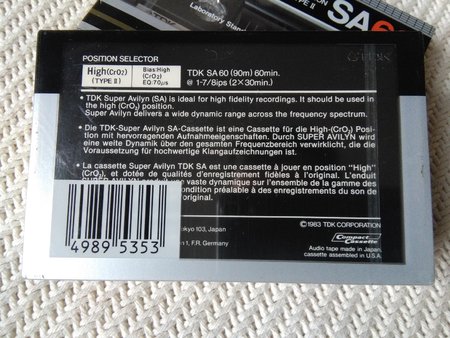 Laboratory Stan
ION
TYPE II
SA
POSITION SELECTOR
TDK
High(CrO2)
(TYPE II)
Bias:High
(CrO2)
EQ:70μs
TDK SA60 (90m) 60min.
@ 1-7/8ips (2×30min.)
• TDK Super Avilyn (SA) is ideal for high fidelity recordings. It should be used in
the high (CrO2) position.
Super Avilyn delivers a wide dynamic range across the frequency spectrum.
• Die TDK-Super Avilyn SA-Cassette ist eine Cassette für die High-(CrO2) Posi-
tion mit hervorragenden Aufnahmeeigenschaften. Durch SUPER AVILYN wird
eine weite Dynamik über den gesamten Frequenzbereich verwirklicht, die die
Voraussetzung für hochwertige Klangaufzeichnungen ist.
• La cassette Super Avilyn TDK SA est une cassette à jouer en position "High"
(CrO2), et dotée de qualités d'enregistrement fidèles à l'original. L'enduit
SUPER AVILYN produit une vaste dynamique sur l'ensemble de la gamme des
condition préalable à des enregistrements du son de
original.
4989 5353
okyo 103, Japan
n 1, F.R. Germany
©1983 TDK CORPORATION
Compact
Cassette
Audio tape made in Japan,
cassette assembled in U.S.A.